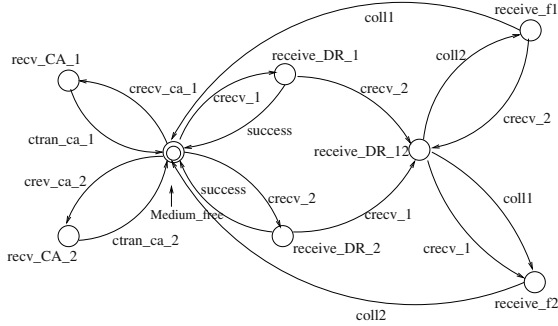 coll1
receive_f1
recv_CA_1
receive_DR_1
coll2
crecv_ca_1
crecv_1
crecv_2
crecv_2
ctran_ca_1
success
receive_DR_12
crev_ca_2
success
crecv_2
coll1
Medium_free
crecv_1
ctran_ca_2
recv_CA_2
receive_DR_2
crecv_1
receive_f2
coll2